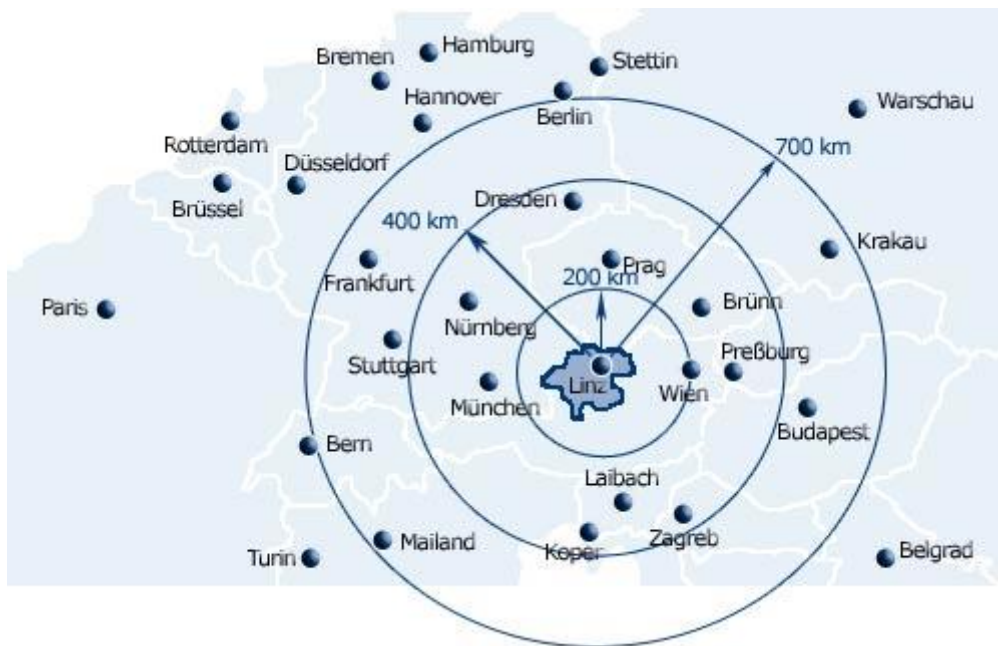 Hamburg
Bremen
Stettin
Hannover
Berlin
Warschau
Rotterdam
700 km
Düsseldorf
Brüssel
Dresden
400 km
Krakau
Prag
Frankfurt
200 km
Paris
Brünn
Nürnberg
Preßburg
Stuttgart
Linz
Wien
München
Budapest
Bern
Laibach
Zagreb
Mailand
Koper
Turin
Belgrad